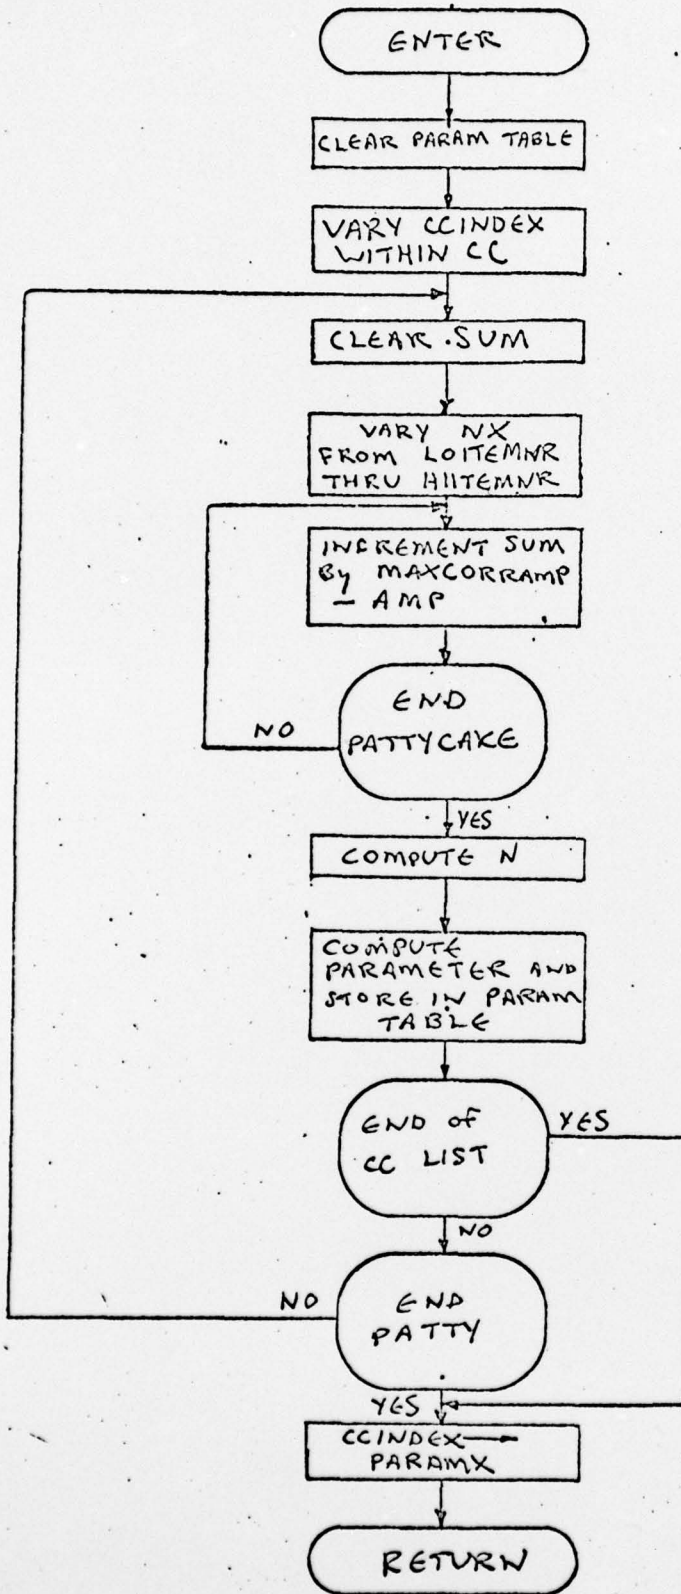 ENTER
CLEAR PARAM TABLE
VARY CCINDEX
WITHIN CC
CLEAR SUM
VARY NX
FROM LOITEMNR
THRU HIITEMNR
INCREMENT SUM
By MAXCORRAMP
- AMP
END
PATTYCAKE
NO
YES
COMPUTE N
COMPUTE
PARAMETER AND
STORE IN PARAM
TABLE
END of
CC LIST
YES
NO
END
PATTY
NO
YES
CCINDEX→
PARAMX
RETURN